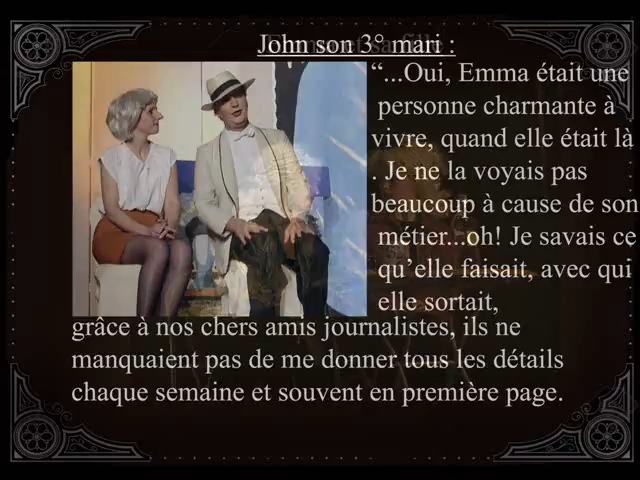 John son 3° mari :
“...Oui, Emma était une
personne charmante à
vivre, quand elle était là
. Je ne la voyais pas
beaucoup à cause de son
métier...oh! Je savais ce
qu’elle faisait, avec qui
elle sortait,
grâce à nos chers amis journalistes, ils ne
manquaient pas de me donner tous les détails
chaque semaine et souvent en première page.